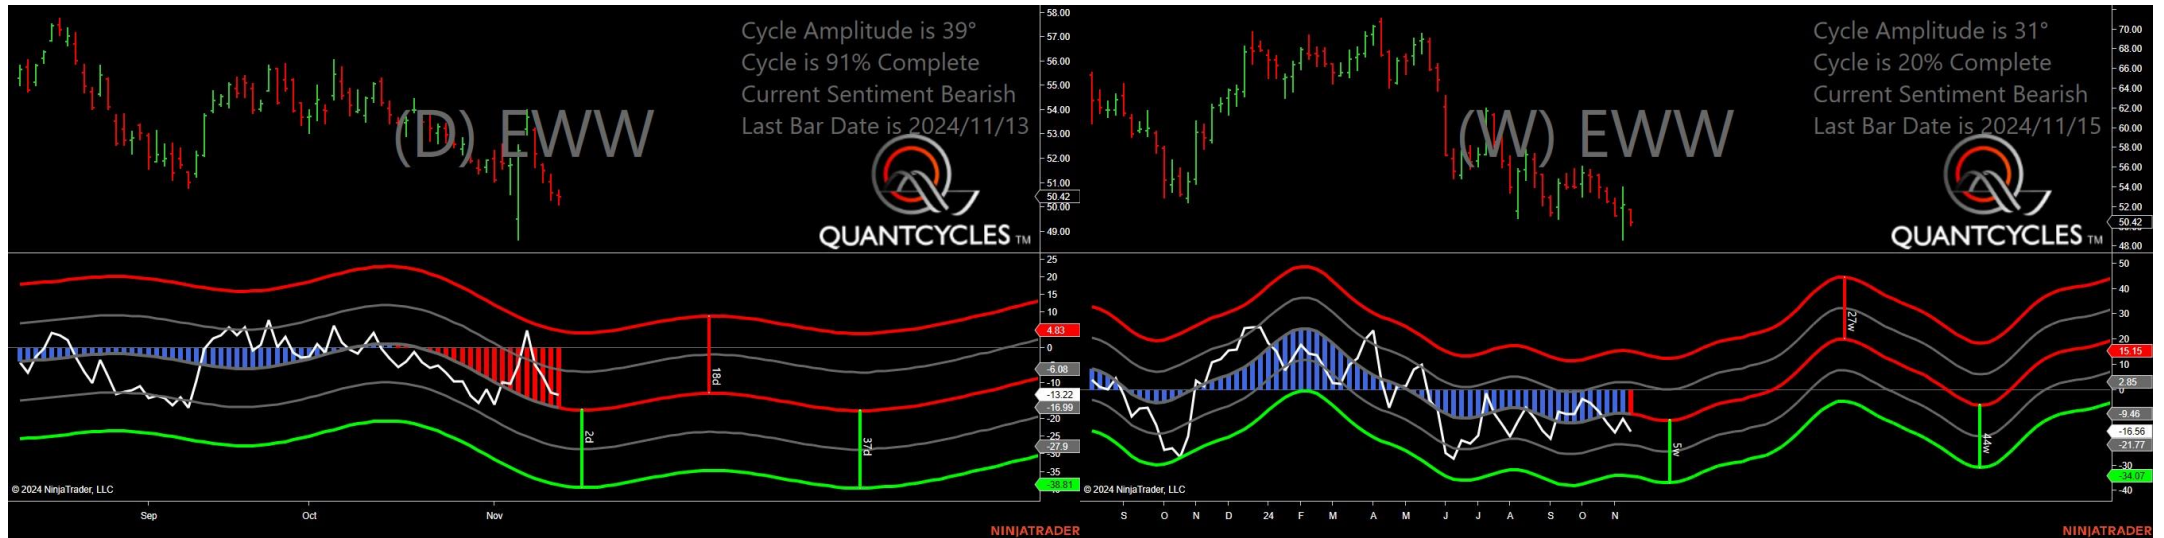 Cycle Amplitude is 39°
Cycle is 91% Complete
Current Sentiment Bearish
Last Bar Date is 2024/11/13
(D) EWW
QUANTCYCLES TM
58.00
57.00
56.00
55.00
54.00
53.00
52.00
51.00
50.42
50.00
49.00
25
20
15
10
4.83
0
-6.08
-10
-13.22
-16.99
-20
-25
-27.9
-30
-35
-38.81
2d
18d
37d
© 2024 NinjaTrader, LLC
Sep Oct Nov
NINJATRADER
Cycle Amplitude is 31°
Cycle is 20% Complete
Current Sentiment Bearish
Last Bar Date is 2024/11/15
(W) EWW
QUANTCYCLES TM
70.00
68.00
66.00
64.00
62.00
60.00
58.00
56.00
54.00
52.00
50.42
48.00
50
40
30
20
15.15
10
2.85
0
-9.46
-16.56
-21.77
-30
-34.07
-40
5w
27w
44w
© 2024 NinjaTrader, LLC
S O N D 24 F M A M J J A S O N
NINJATRADER